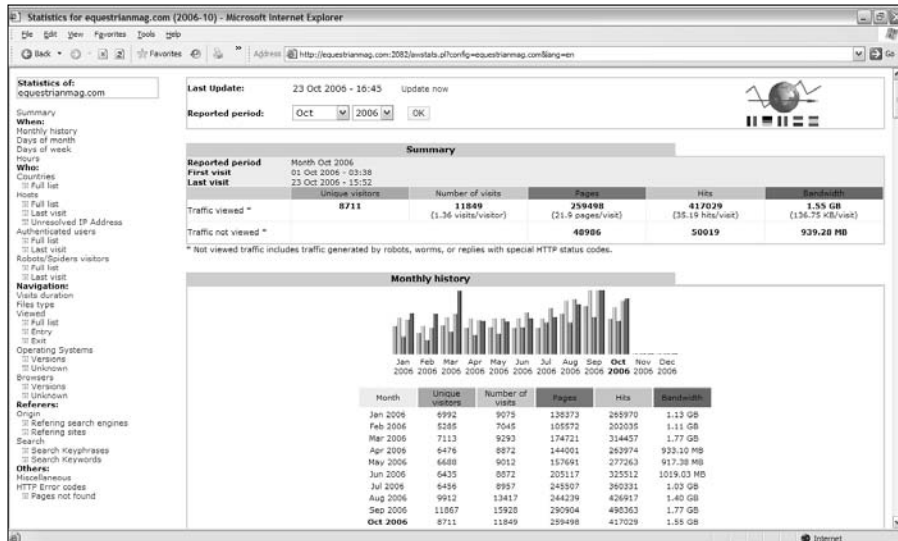 Statistics for equestrianmag.com (2006-10) - Microsoft Internet Explorer
File Edit View Favorites Tools Help
Back Favorites Address http://equestrianmag.com:2082/awstats.pl?config=equestrianmag.com&lang=en Go
Statistics of:
equestrianmag.com
Summary
When:
Monthly history
Days of month
Days of week
Hours
Who:
Countries
Full list
Hosts
Full list
Last visit
Unresolved IP Address
Authenticated users
Full list
Last visit
Robots/Spiders visitors
Full list
Last visit
Navigation:
Visits duration
Files type
Viewed
Full list
Entry
Exit
Operating Systems
Versions
Unknown
Browsers
Versions
Unknown
Referers:
Origin
Refering search engines
Refering sites
Search
Search Keyphrases
Search Keywords
Others:
Miscellaneous
HTTP Error codes
Pages not found
Last Update: 23 Oct 2006 - 16:45 Update now
Reported period: Oct 2006 OK
Summary
Reported period Month Oct 2006
First visit 01 Oct 2006 - 03:38
Last visit 23 Oct 2006 - 15:52
Unique visitors Number of visits Pages Hits Bandwidth
Traffic viewed * 8711 11849 259498 417029 1.55 GB
(1.36 visits/visitor) (21.9 pages/visit) (35.19 hits/visit) (136.75 KB/visit)
Traffic not viewed * 48986 50019 939.28 MB
* Not viewed traffic includes traffic generated by robots, worms, or replies with special HTTP status codes.
Monthly history
Jan Feb Mar Apr May Jun Jul Aug Sep Oct Nov Dec
2006 2006 2006 2006 2006 2006 2006 2006 2006 2006 2006 2006
Month Unique visitors Number of visits Pages Hits Bandwidth
Jan 2006 6992 9075 138373 265970 1.13 GB
Feb 2006 5285 7045 105572 202035 1.11 GB
Mar 2006 7113 9293 174721 314457 1.77 GB
Apr 2006 6476 8872 144001 263974 933.10 MB
May 2006 6688 9012 157691 277263 917.38 MB
Jun 2006 6435 8872 205117 325512 1019.03 MB
Jul 2006 6456 8957 245507 360331 1.03 GB
Aug 2006 9912 13417 244239 426917 1.40 GB
Sep 2006 11867 15928 290904 498363 1.77 GB
Oct 2006 8711 11849 259498 417029 1.55 GB
Internet